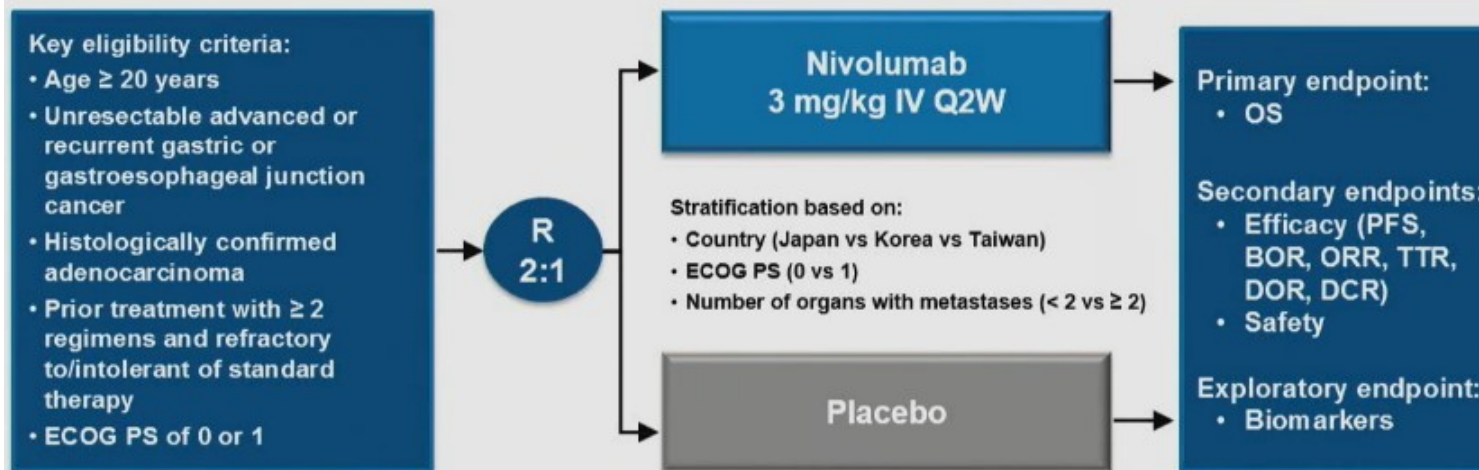 Key eligibility criteria:
• Age ≥ 20 years
• Unresectable advanced or
recurrent gastric or
gastroesophageal junction
cancer
• Histologically confirmed
adenocarcinoma
• Prior treatment with ≥ 2
regimens and refractory
to/intolerant of standard
therapy
• ECOG PS of 0 or 1
R
2:1
Nivolumab
3 mg/kg IV Q2W
Stratification based on:
• Country (Japan vs Korea vs Taiwan)
• ECOG PS (0 vs 1)
• Number of organs with metastases (< 2 vs ≥ 2)
Placebo
Primary endpoint:
• OS
Secondary endpoints:
• Efficacy (PFS,
BOR, ORR, TTR,
DOR, DCR)
• Safety
Exploratory endpoint:
• Biomarkers